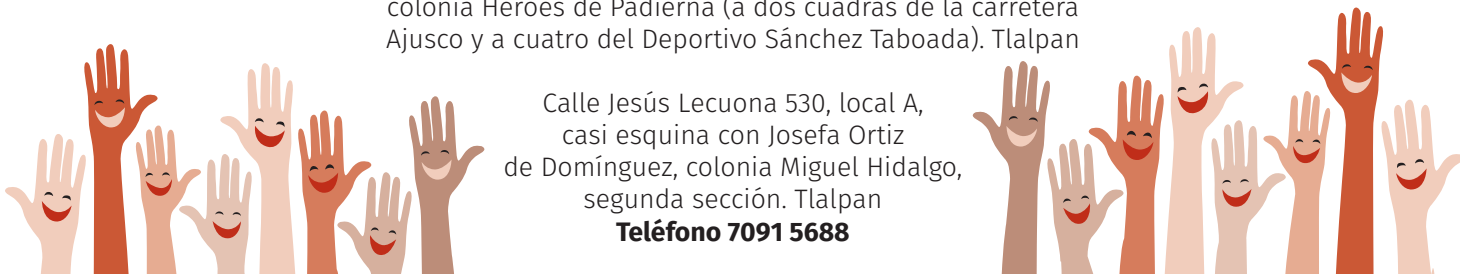 colonia Héroes de Padierna (a dos cuadras de la carretera
Ajusco y a cuatro del Deportivo Sánchez Taboada). Tlalpan
Calle Jesús Lecuona 530, local A,
casi esquina con Josefa Ortiz
de Domínguez, colonia Miguel Hidalgo,
segunda sección. Tlalpan
Teléfono 7091 5688